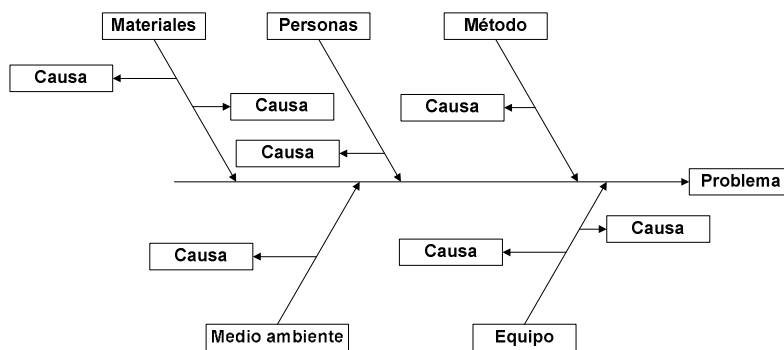 Materiales
Personas
Método
Causa
Causa
Causa
Causa
Problema
Causa
Causa
Causa
Medio ambiente
Equipo